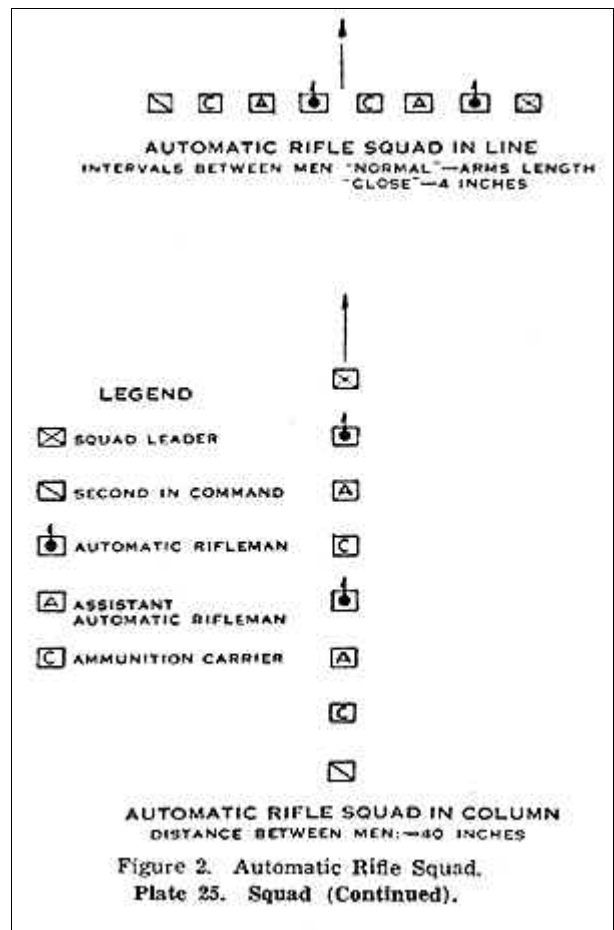 C A C A
AUTOMATIC RIFLE SQUAD IN LINE
INTERVALS BETWEEN MEN "NORMAL"—ARMS LENGTH
"CLOSE"—4 INCHES
LEGEND
SQUAD LEADER
SECOND IN COMMAND
AUTOMATIC RIFLEMAN
A ASSISTANT
AUTOMATIC RIFLEMAN
C AMMUNITION CARRIER
A
C
A
C
AUTOMATIC RIFLE SQUAD IN COLUMN
DISTANCE BETWEEN MEN:—40 INCHES
Figure 2. Automatic Rifle Squad.
Plate 25. Squad (Continued).